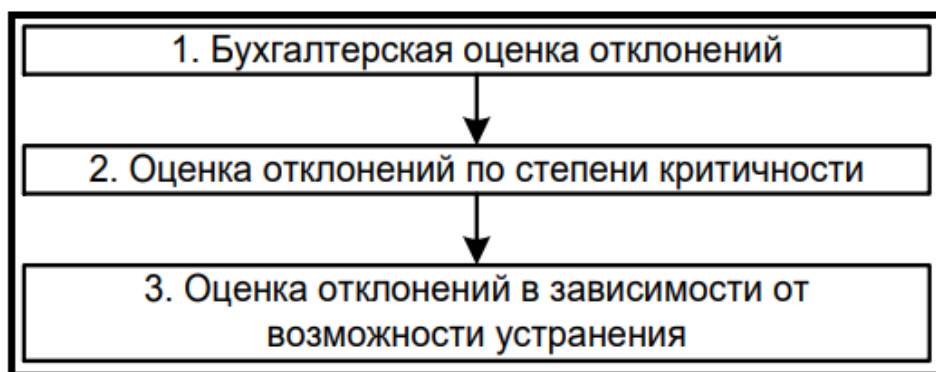 1. Бухгалтерская оценка отклонений
2. Оценка отклонений по степени критичности
3. Оценка отклонений в зависимости от
возможности устранения